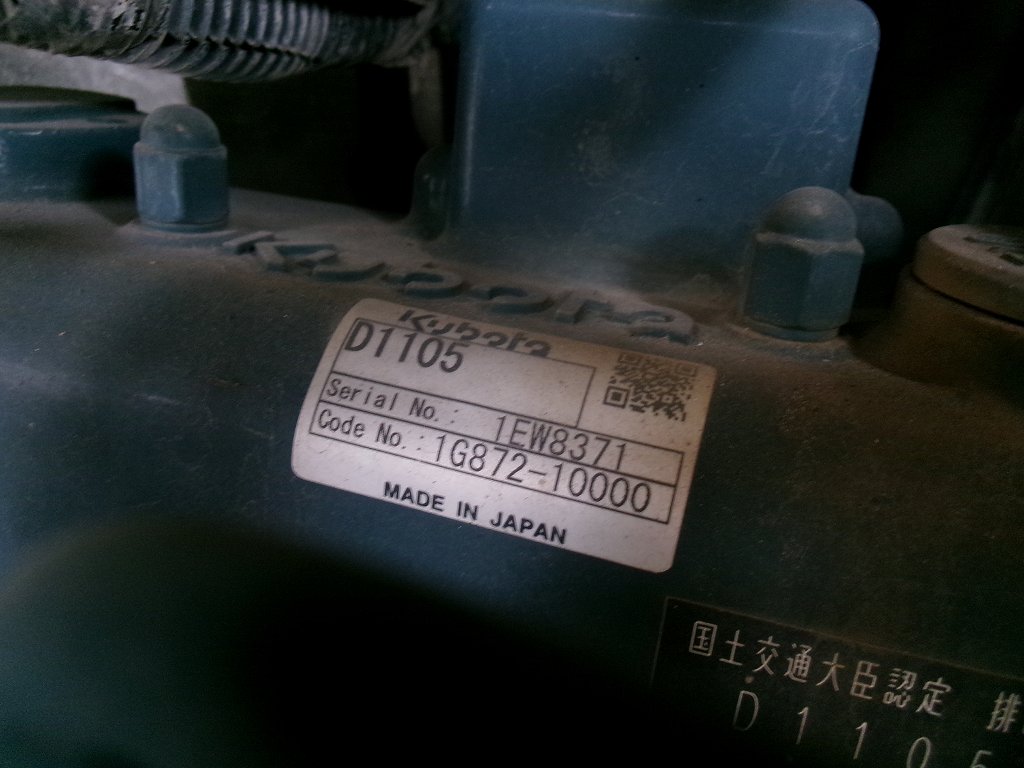 Kubota
Kubota
D1105
Serial No.: 1EW8371
Code No.: 1G872-10000
MADE IN JAPAN
国土交通大臣認定 排
D1105